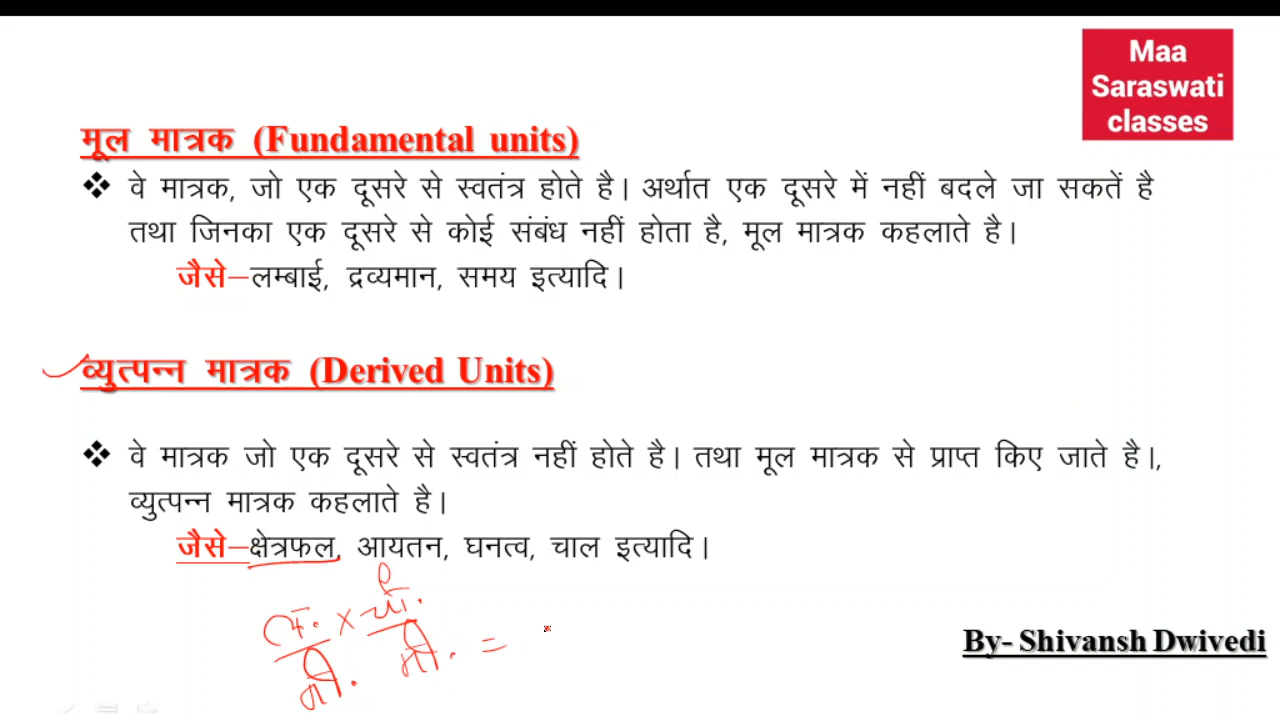 Maa
Saraswati
classes
मूल मात्रक (Fundamental units)
❖ वे मात्रक, जो एक दूसरे से स्वतंत्र होते है। अर्थात एक दूसरे में नहीं बदले जा सकतें है
तथा जिनका एक दूसरे से कोई संबंध नहीं होता है, मूल मात्रक कहलाते है।
जैसे–लम्बाई, द्रव्यमान, समय इत्यादि।
व्युत्पन्न मात्रक (Derived Units)
❖ वे मात्रक जो एक दूसरे से स्वतंत्र नहीं होते है। तथा मूल मात्रक से प्राप्त किए जाते है।,
व्युत्पन्न मात्रक कहलाते है।
जैसे–क्षेत्रफल, आयतन, घनत्व, चाल इत्यादि।
ल. × चौ.
मी. मी. =
By- Shivansh Dwivedi